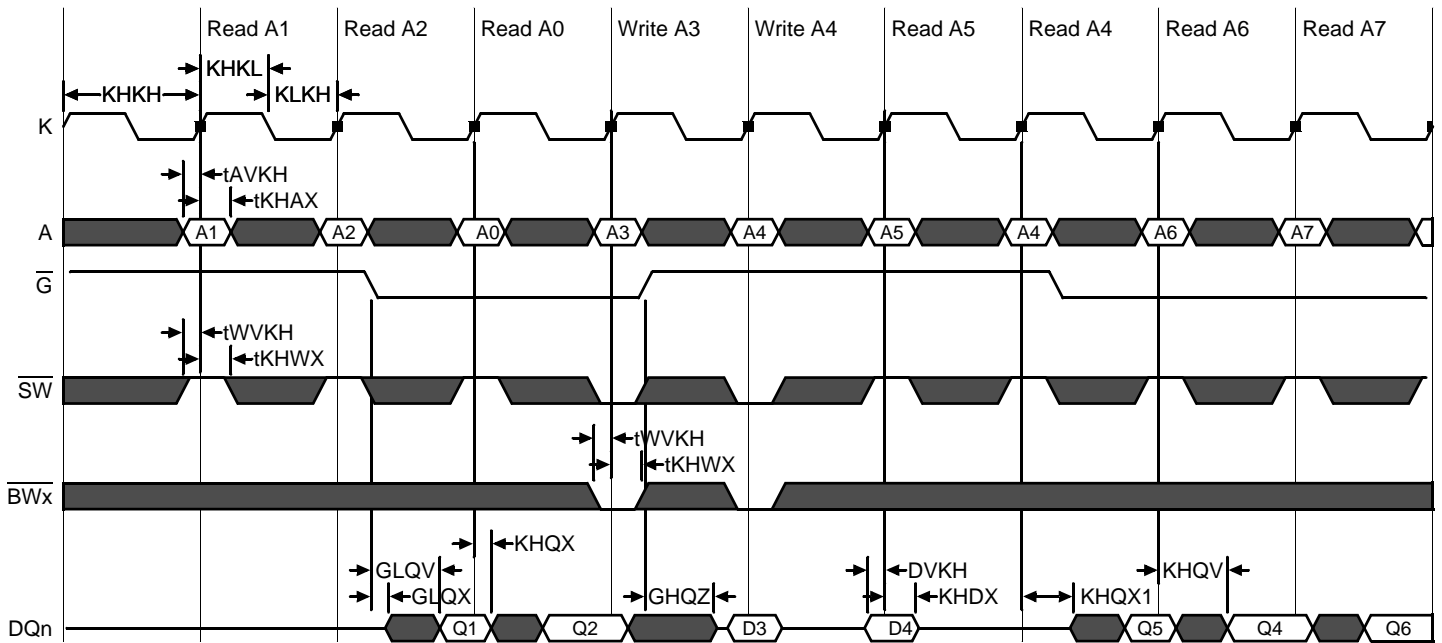 Read A1 Read A2 Read A0 Write A3 Write A4 Read A5 Read A4 Read A6 Read A7
KHKL
KHKH KLKH
K
tAVKH
tKHAX
A A1 A2 A0 A3 A4 A5 A4 A6 A7
G
tWVKH
tKHWX
SW
tWVKH
tKHWX
BWx
KHQX
GLQV DVKH KHQV
GLQX GHQZ KHDX KHQX1
DQn Q1 Q2 D3 D4 Q5 Q4 Q6